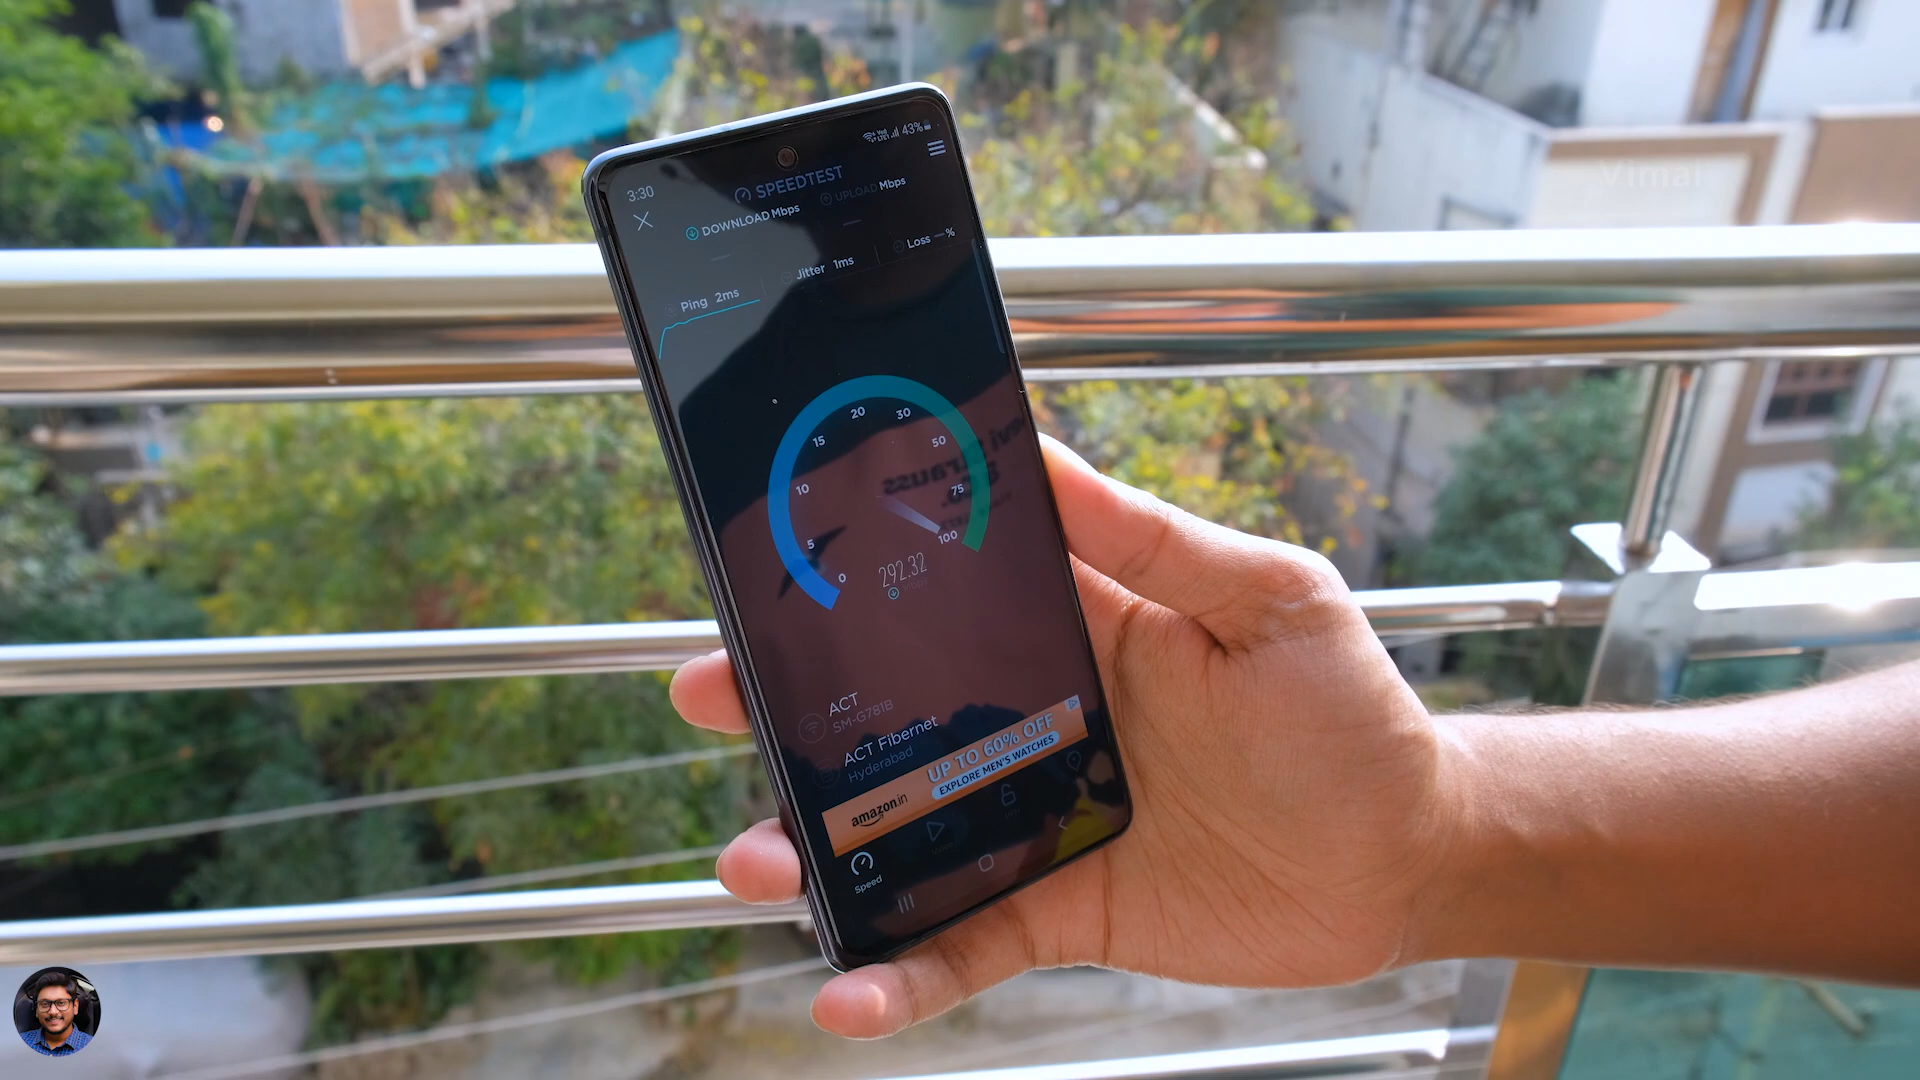 3:30
43%
SPEEDTEST
DOWNLOAD Mbps
UPLOAD Mbps
Ping 2ms
Jitter 1ms
Loss — %
0
5
10
15
20
30
50
75
100
292.32
ACT
SM-G781B
ACT Fibernet
Hyderabad
amazon.in
UP TO 60% OFF
EXPLORE MEN'S WATCHES
Speed
Vimal